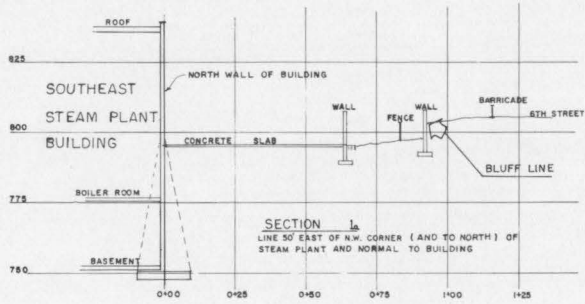 ROOF
825
NORTH WALL OF BUILDING
SOUTHEAST
STEAM PLANT
BUILDING
WALL
WALL
BARRICADE
FENCE
6TH STREET
800
CONCRETE SLAB
BLUFF LINE
775
BOILER ROOM
SECTION 1a
LINE 50' EAST OF N.W. CORNER (AND TO NORTH) OF
STEAM PLANT AND NORMAL TO BUILDING
BASEMENT
750
0+00
0+50
0+75
1+00
1+25